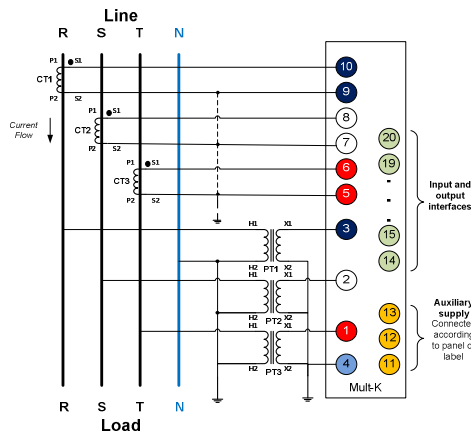 Line
R S T N
P1 S1
10
CT1
P2 S2
9
P1 S1
8
Current
Flow
CT2
P2 S2
7
20
P1 S1
6
19
CT3
P2 S2
5
Input and
output
interfaces
H1 X1
3
15
H2 X2
PT1
14
H1 X1
2
H2 X2
PT2
13
Auxiliary
supply
Connected
according
to panel o
label
H1 X1
1
12
H2 X2
PT3
4
11
Mult-K
R S T N
Load